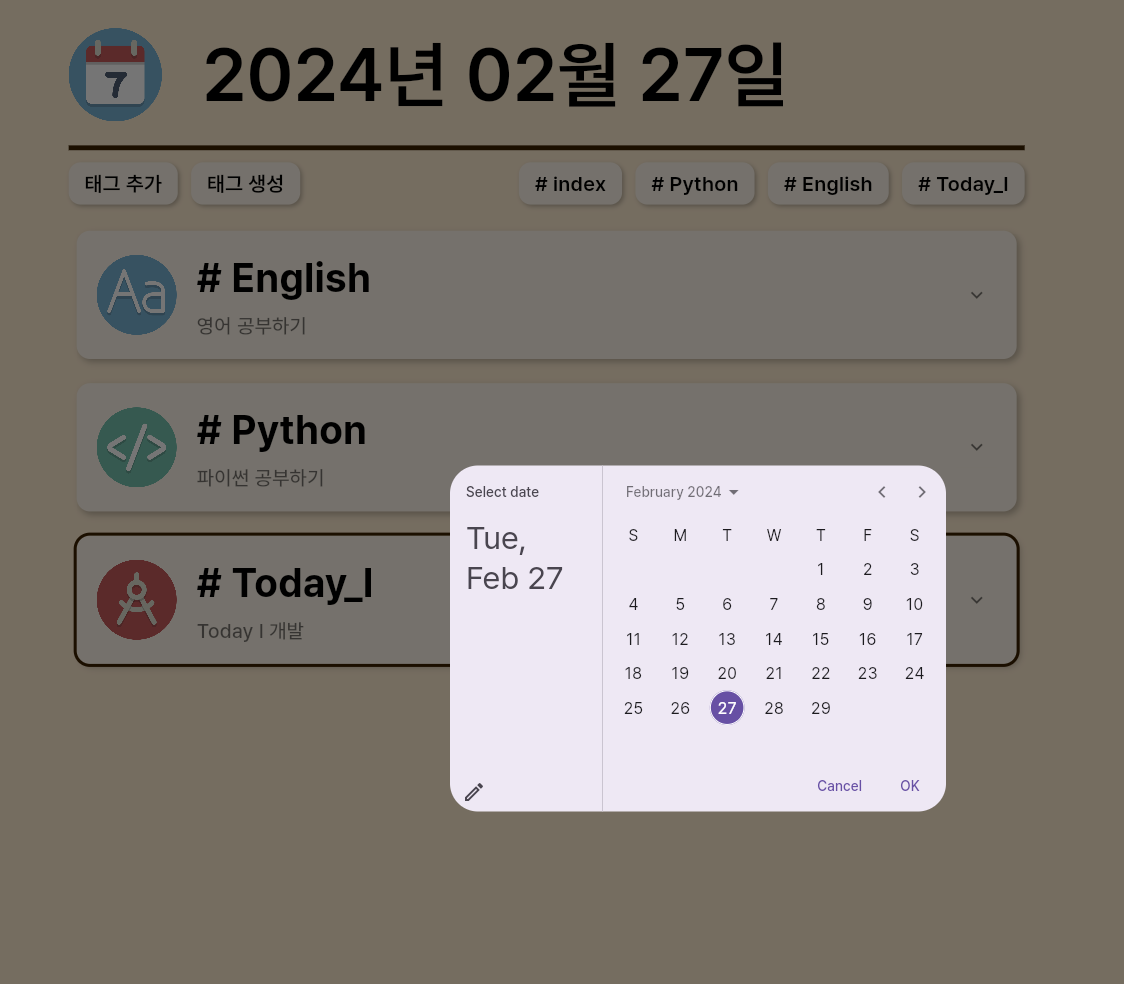 7
2024년 02월 27일
태그 추가 태그 생성 # index # Python # English # Today_I
Aa
# English
영어 공부하기
</>
# Python
파이썬 공부하기
# Today_I
Today I 개발
Select date
Tue,
Feb 27
February 2024
S M T W T F S
1 2 3
4 5 6 7 8 9 10
11 12 13 14 15 16 17
18 19 20 21 22 23 24
25 26 27 28 29
Cancel OK